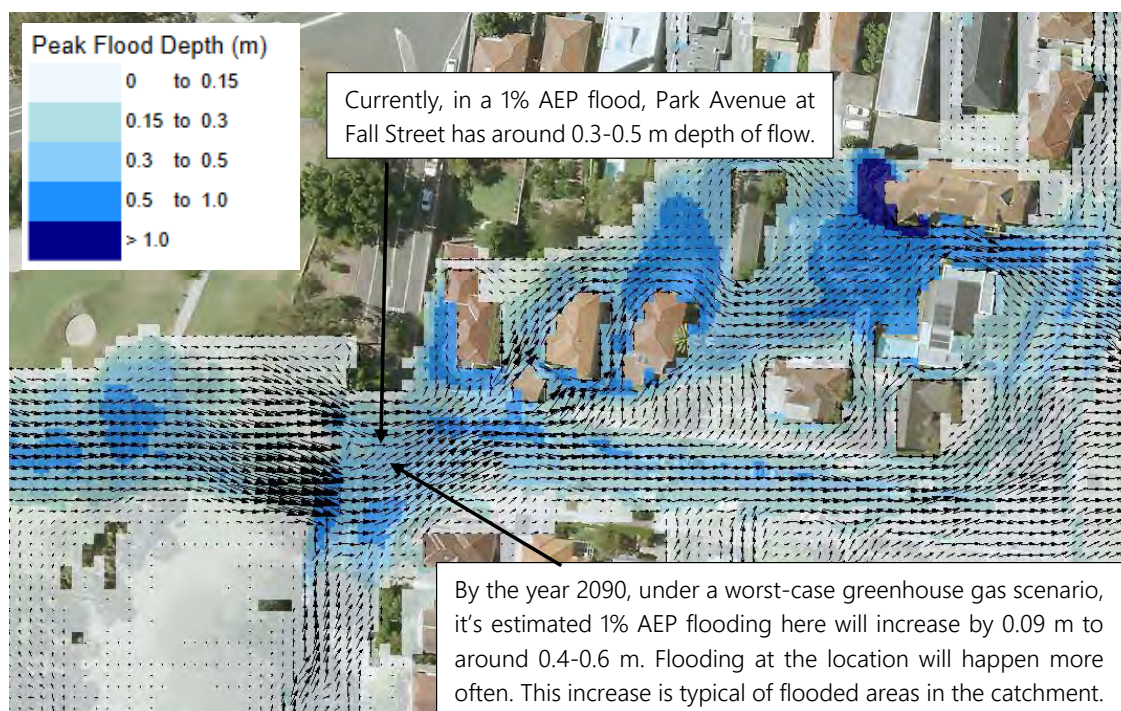 Peak Flood Depth (m)
0 to 0.15
0.15 to 0.3
0.3 to 0.5
0.5 to 1.0
> 1.0
Currently, in a 1% AEP flood, Park Avenue at
Fall Street has around 0.3-0.5 m depth of flow.
By the year 2090, under a worst-case greenhouse gas scenario,
it's estimated 1% AEP flooding here will increase by 0.09 m to
around 0.4-0.6 m. Flooding at the location will happen more
often. This increase is typical of flooded areas in the catchment.